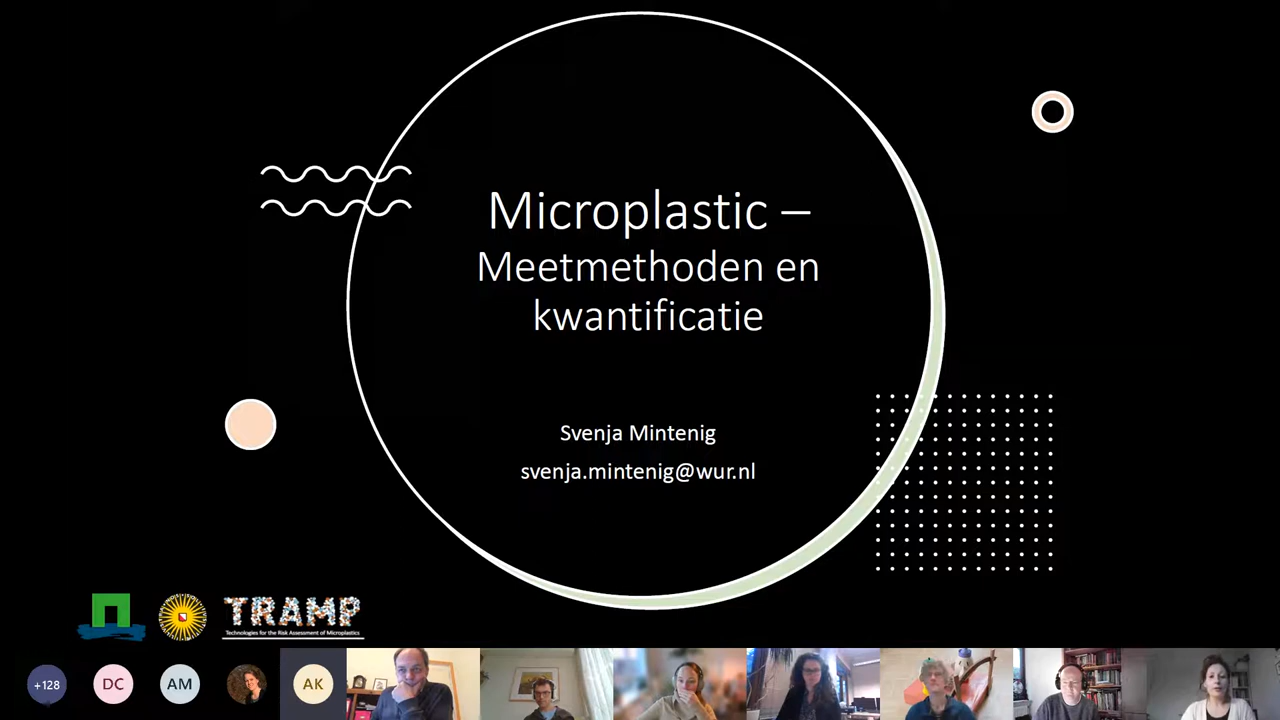 Microplastic –
Meetmethoden en
kwantificatie
Svenja Mintenig
svenja.mintenig@wur.nl
TRAMP
Technologies for the Risk Assessment of Microplastics
+128
DC
AM
AK